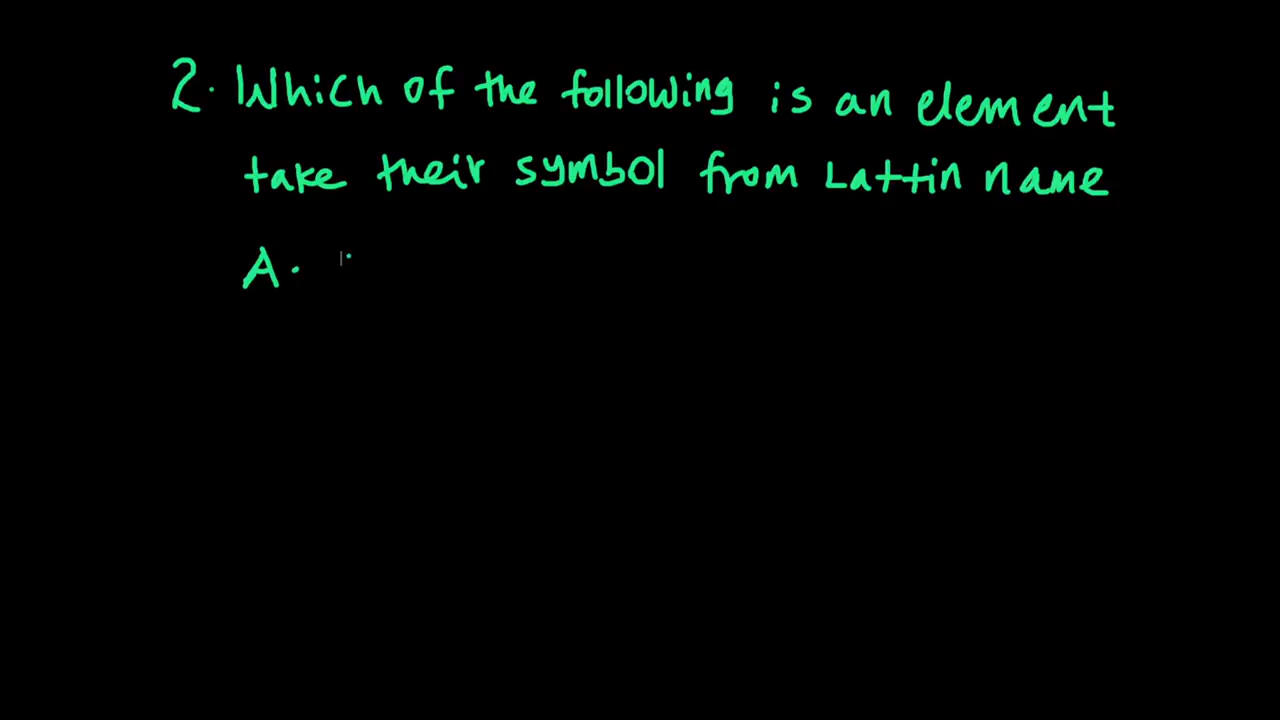 2. Which of the following is an element
take their symbol from Lattin name
A.